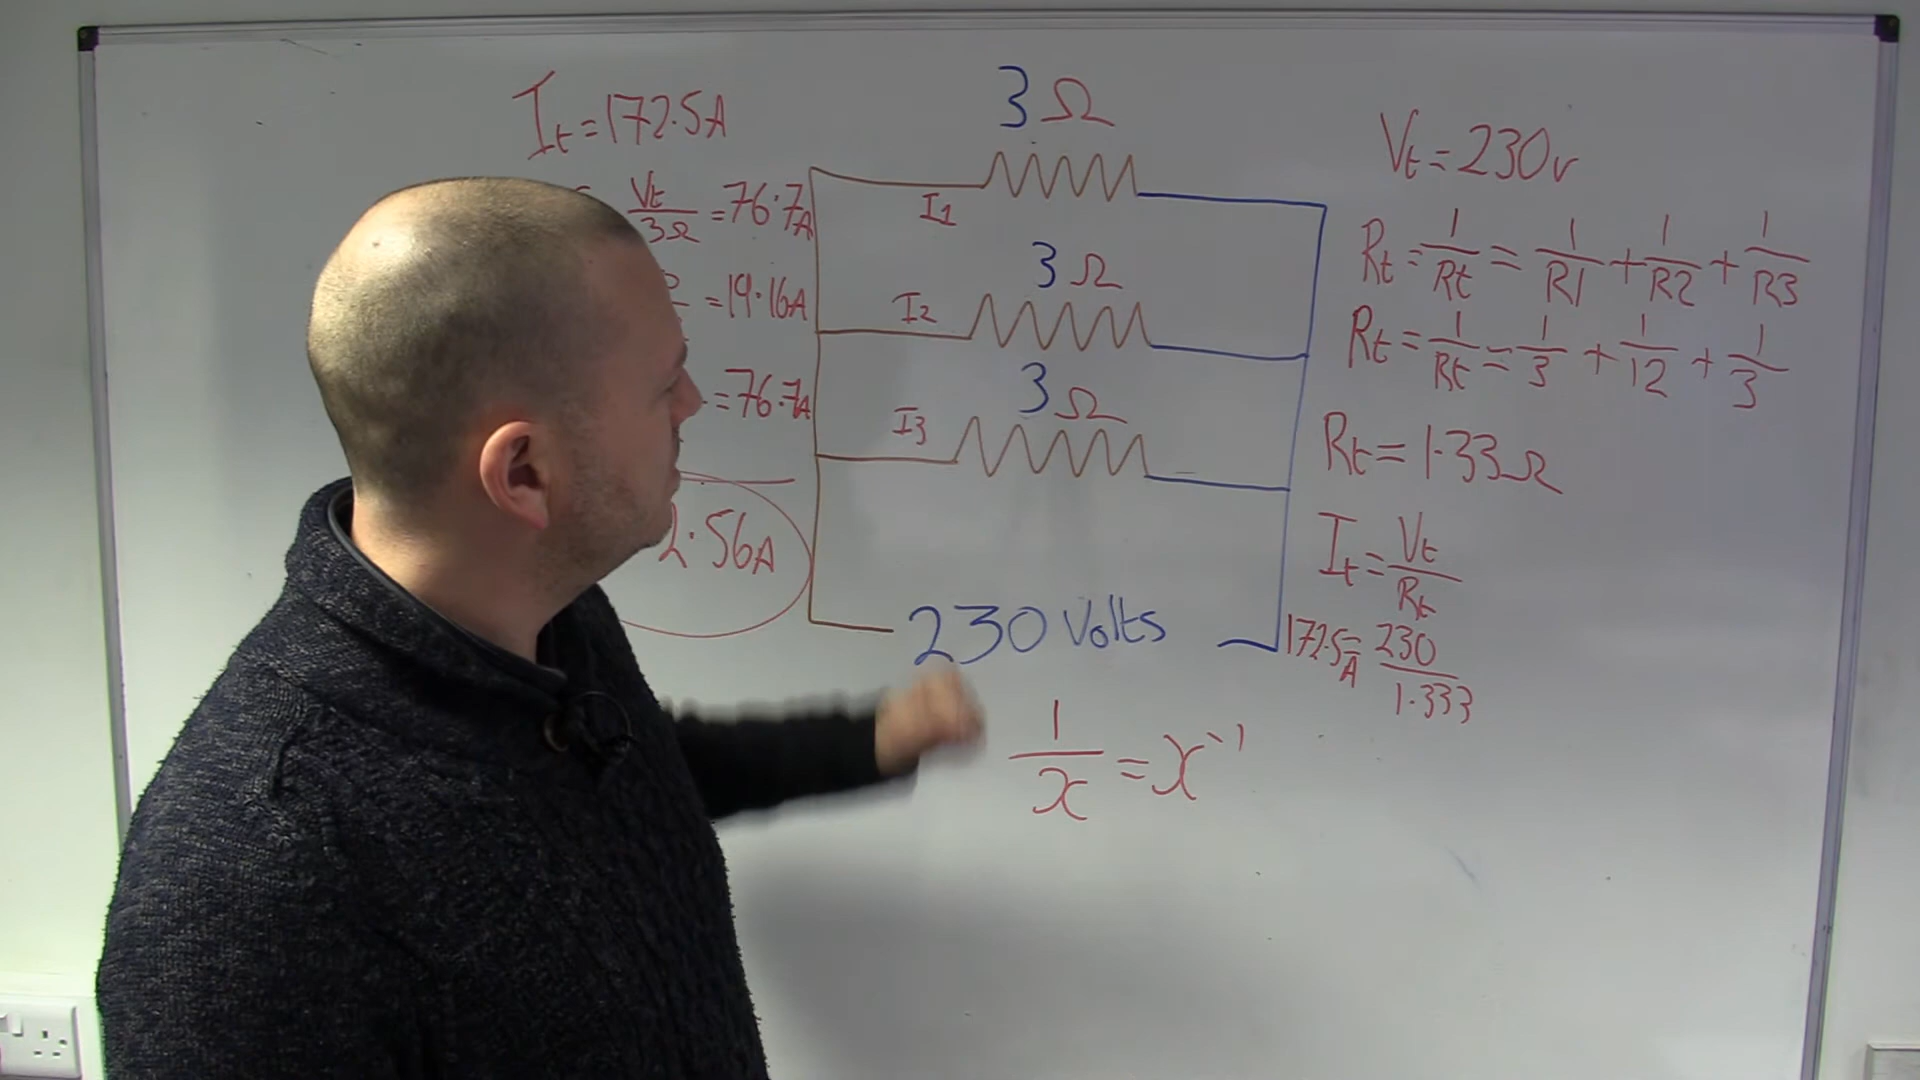 It = 172.5A
Vt/3Ω = 76.7A
= 19.16A
= 76.7A
2.56A
3Ω
I1
3Ω
I2
3Ω
I3
230 Volts
1/x = x⁻¹
Vt = 230v
Rt = 1/Rt = 1/R1 + 1/R2 + 1/R3
Rt = 1/Rt = 1/3 + 1/12 + 1/3
Rt = 1.33Ω
It = Vt/Rt
172.5A = 230/1.333